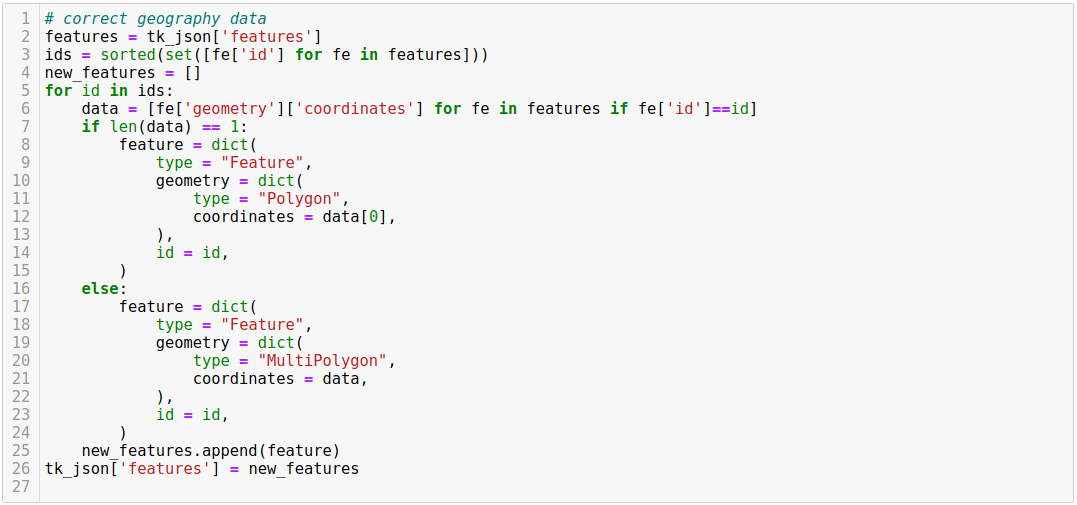 1 # correct geography data
2 features = tk_json['features']
3 ids = sorted(set([fe['id'] for fe in features]))
4 new_features = []
5 for id in ids:
6     data = [fe['geometry']['coordinates'] for fe in features if fe['id']==id]
7     if len(data) == 1:
8         feature = dict(
9             type = "Feature",
10             geometry = dict(
11                 type = "Polygon",
12                 coordinates = data[0],
13             ),
14             id = id,
15         )
16     else:
17         feature = dict(
18             type = "Feature",
19             geometry = dict(
20                 type = "MultiPolygon",
21                 coordinates = data,
22             ),
23             id = id,
24         )
25     new_features.append(feature)
26 tk_json['features'] = new_features
27